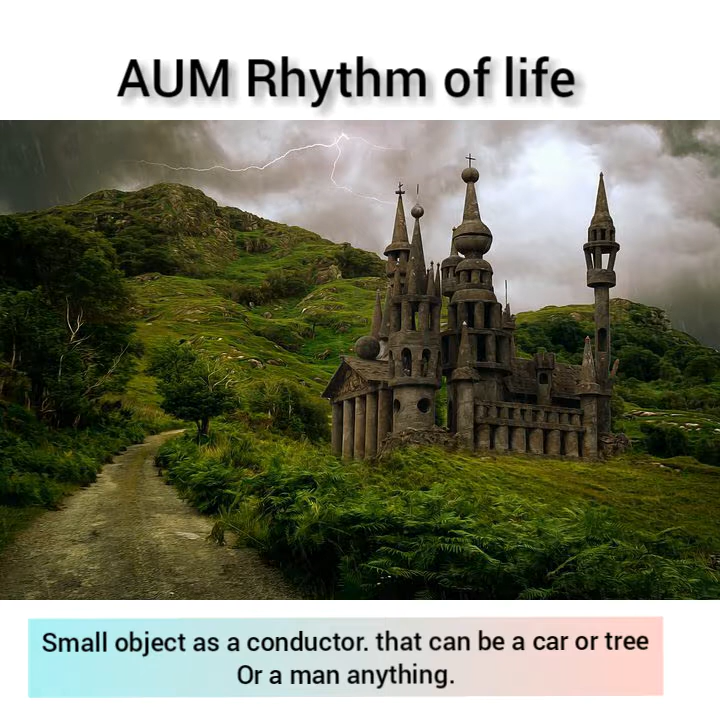 AUM Rhythm of life
Small object as a conductor. that can be a car or tree
Or a man anything.